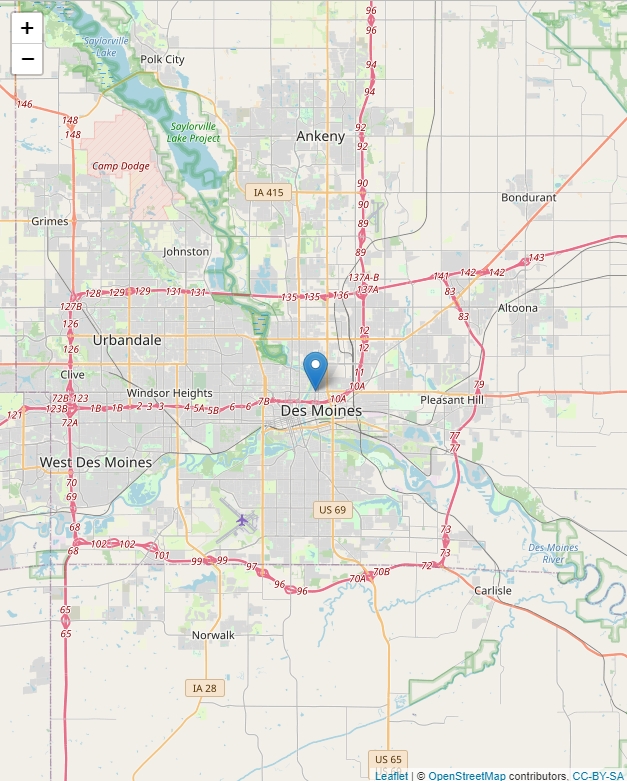 +
−
96
96
Saylorville
Lake
Polk City
94
94
146
148
148
92
92
Saylorville
Lake Project
Ankeny
Camp Dodge
90
90
IA 415
Bondurant
89
89
Grimes
Johnston
143
142 142
141
137A-B
137A
128 129 129 131 131
135 135 136
83
83
127B
Altoona
126
126
12
12
Urbandale
11
Clive
10A
79
Windsor Heights
Pleasant Hill
72B 123
123B
121
1B 1B 2 3 3 4 5A 5B 6 6 7B
10A
Des Moines
72A
77
77
West Des Moines
70
69
US 69
68
68
73
73
102 102
101
99 99
97
96 96
70A 70B
72
Des Moines
River
Carlisle
65
65
Norwalk
IA 28
US 65
Leaflet | © OpenStreetMap contributors, CC-BY-SA